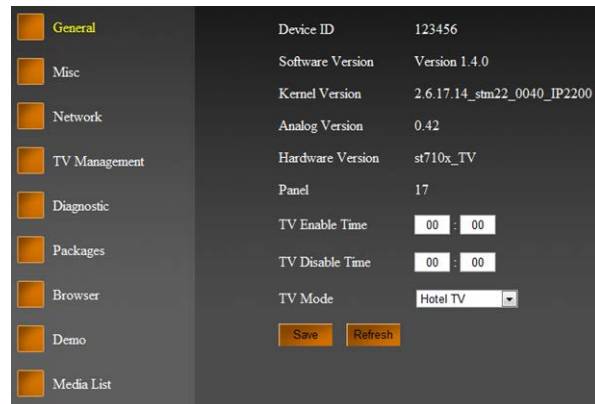 General
Misc
Network
TV Management
Diagnostic
Packages
Browser
Demo
Media List
Device ID 123456
Software Version Version 1.4.0
Kernel Version 2.6.17.14_stm22_0040_IP2200
Analog Version 0.42
Hardware Version st710x_TV
Panel 17
TV Enable Time 00 : 00
TV Disable Time 00 : 00
TV Mode Hotel TV
Save Refresh